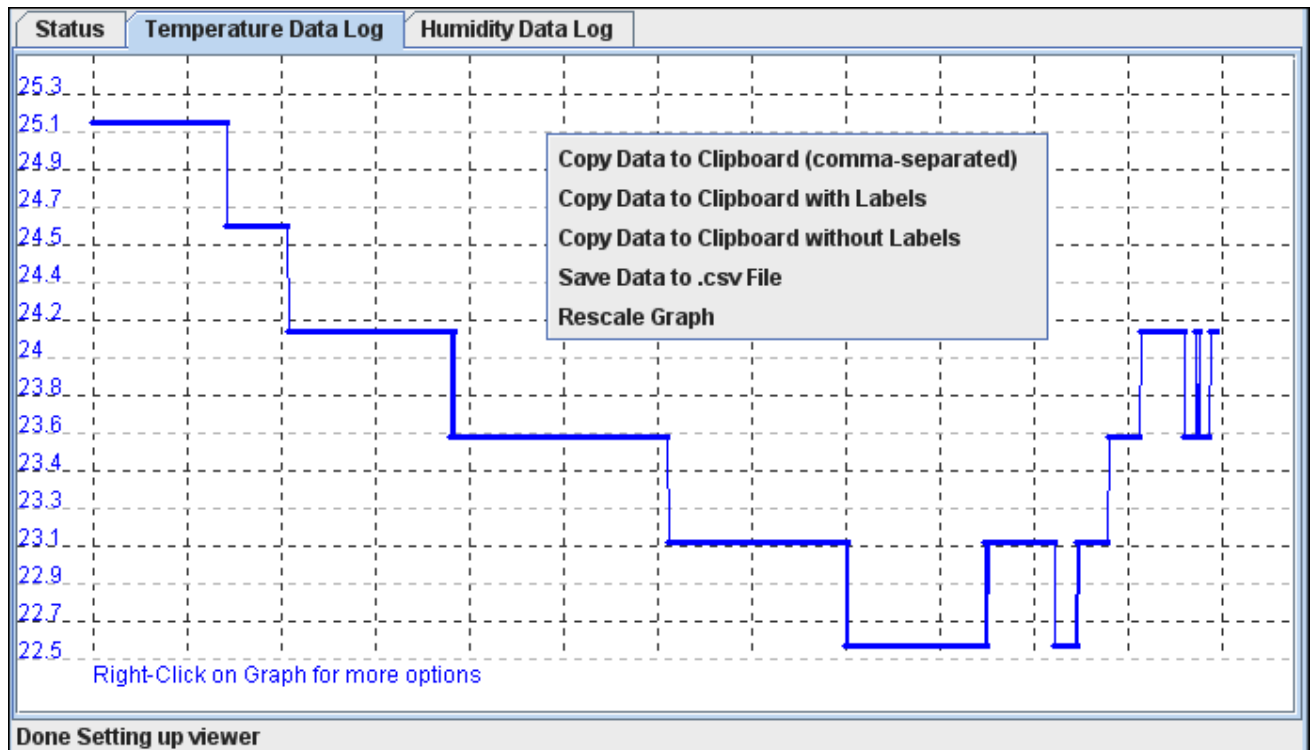 Status Temperature Data Log Humidity Data Log
25.3
25.1
24.9
Copy Data to Clipboard (comma-separated)
24.7
Copy Data to Clipboard with Labels
24.5
Copy Data to Clipboard without Labels
24.4
Save Data to .csv File
24.2
Rescale Graph
24
23.8
23.6
23.4
23.3
23.1
22.9
22.7
22.5
Right-Click on Graph for more options
Done Setting up viewer